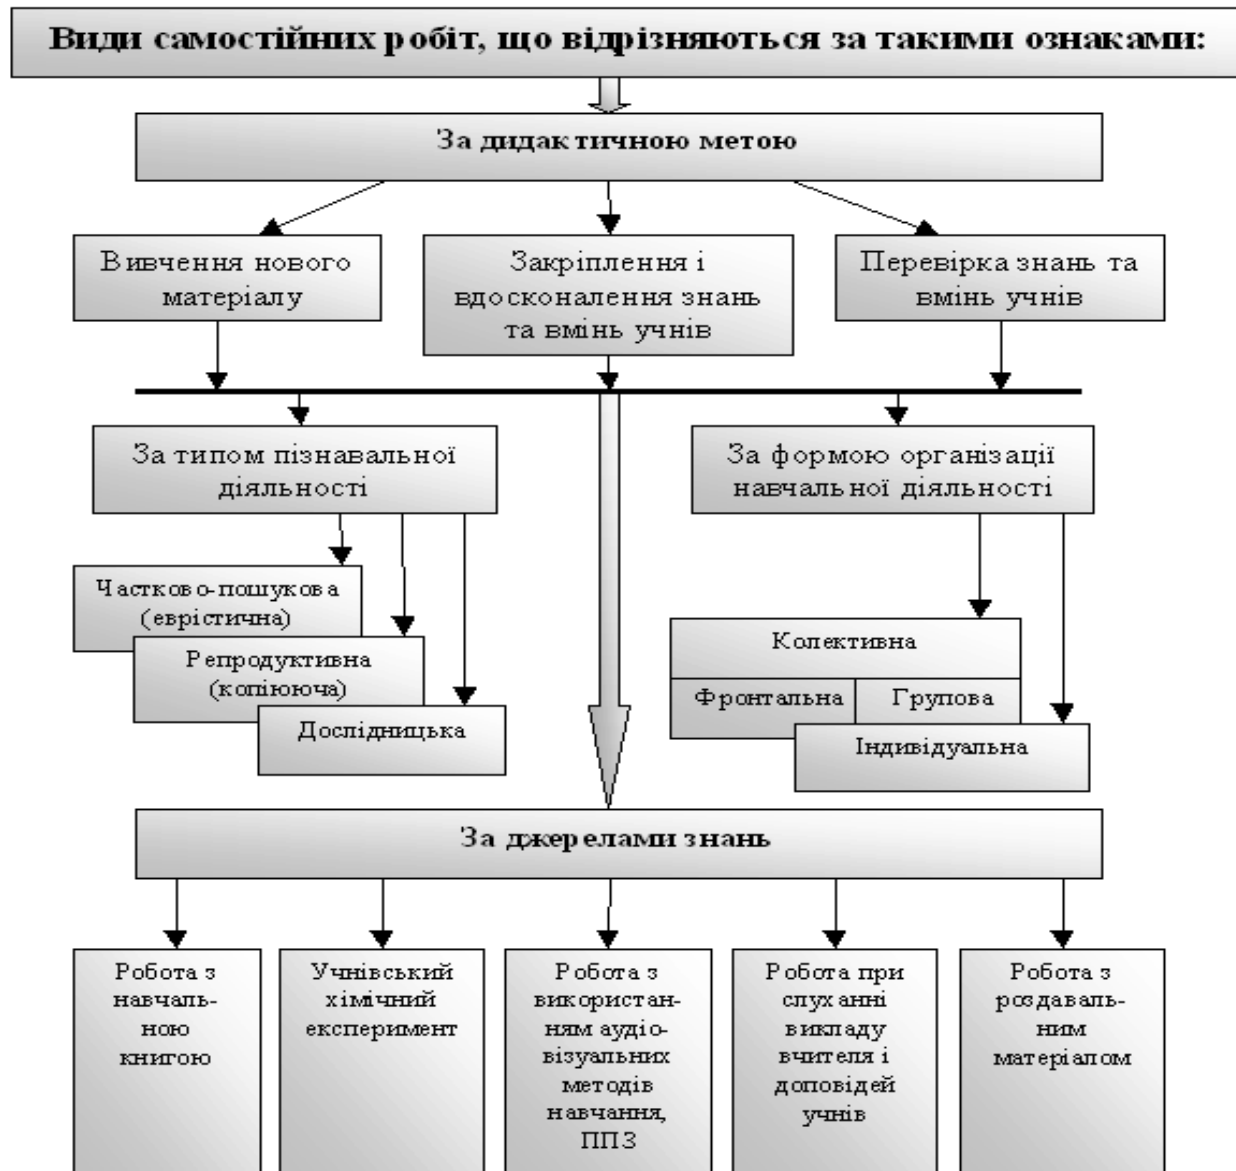 Види самостійних робіт, що відрізняються за такими ознаками:
За дидактичною метою
Вивчення нового
матеріалу
Закріплення і
вдосконалення знань
та вмінь учнів
Перевірка знань та
вмінь учнів
За типом пізнавальної
діяльності
За формою організації
навчальної діяльності
Частково-пошукова
(еврістична)
Репродуктивна
(копіююча)
Дослідницька
Колективна
Фронтальна
Групова
Індивідуальна
За джерелами знань
Робота з
навчаль-
ною
книгою
Учнівський
хімічний
експеримент
Робота з
використан-
ням аудіо-
візуальних
методів
навчання,
ППЗ
Робота при
слуханні
викладу
вчителя і
доповідей
учнів
Робота з
роздаваль-
ним
матеріалом